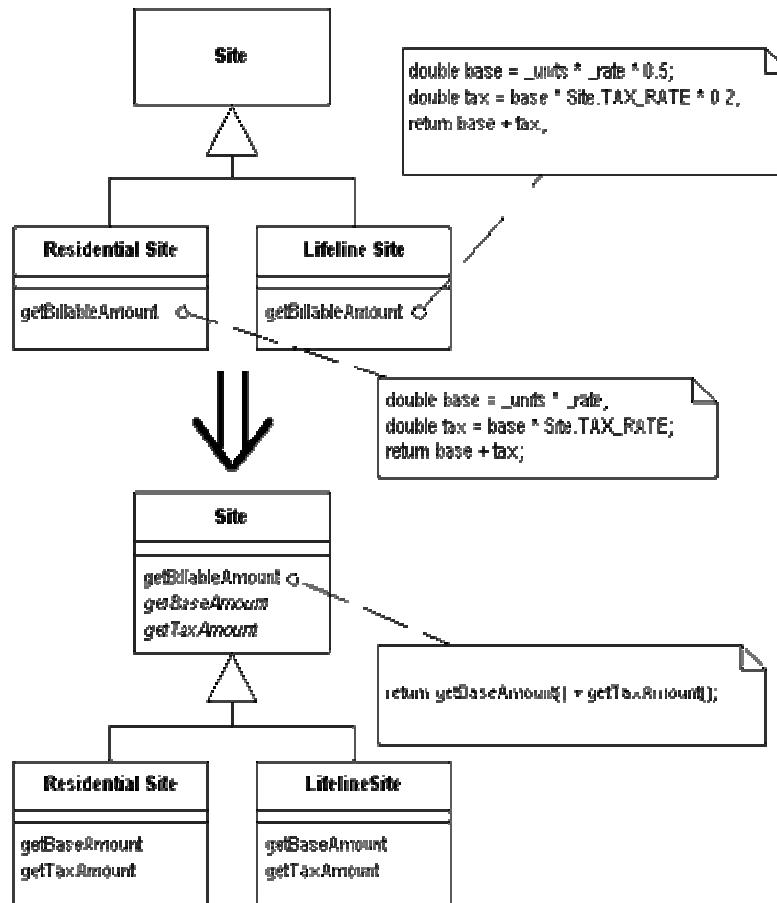 Site
double base = _units * _rate * 0.5;
double tax = base * Site.TAX_RATE * 0.2,
return base + tax,
Residential Site
Lifeline Site
getBillableAmount
getBillableAmount
double base = _units * _rate,
double tax = base * Site.TAX_RATE;
return base + tax;
Site
getBillableAmount
getBaseAmount
getTaxAmount
return getBaseAmount() + getTaxAmount();
Residential Site
LifelineSite
getBaseAmount
getTaxAmount
getBaseAmount
getTaxAmount